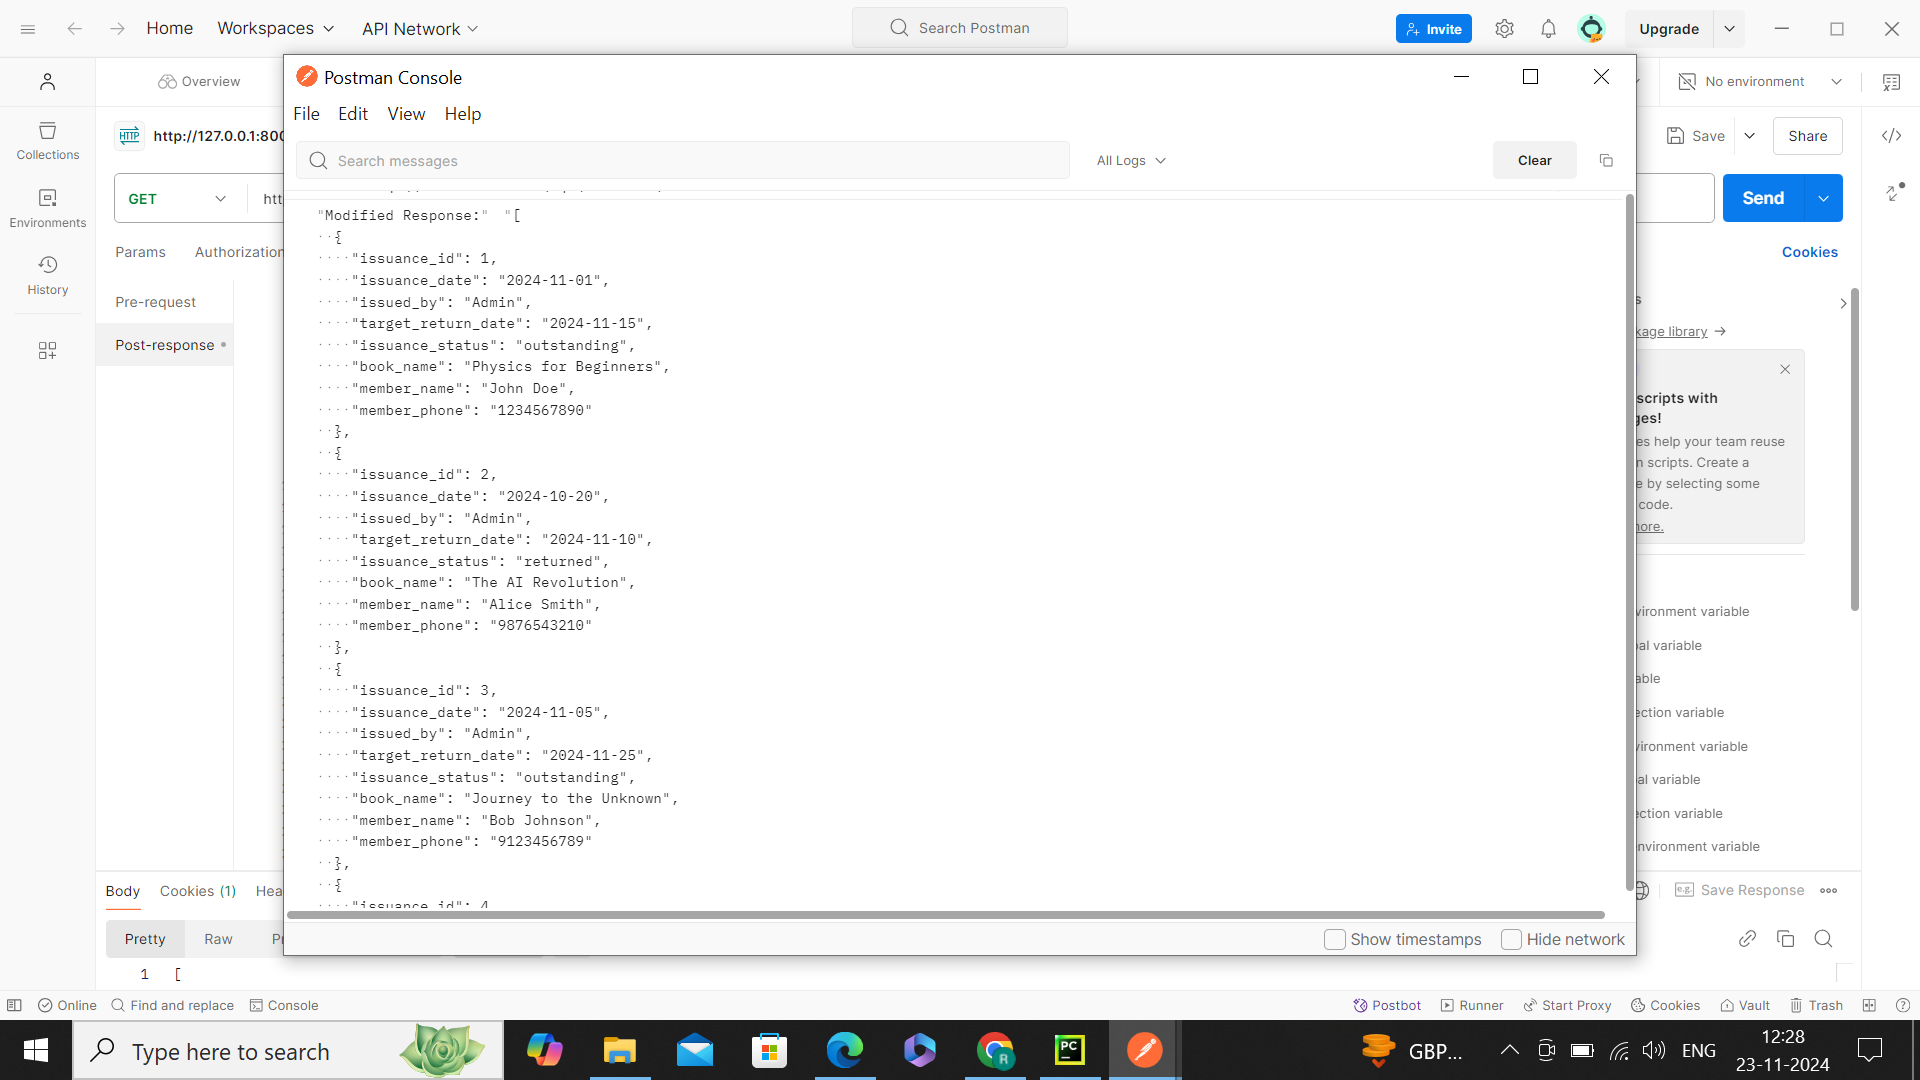 Home
Workspaces
API Network
Search Postman
Invite
Upgrade
Overview
Postman Console
No environment
File Edit View Help
Collections
HTTP http://127.0.0.1:800
Save
Share
Search messages
All Logs
Clear
Environments
GET
htt
Send
Params
Authorization
Cookies
History
Pre-request
Post-response
"Modified Response:" "[
{
"issuance_id": 1,
"issuance_date": "2024-11-01",
"issued_by": "Admin",
"target_return_date": "2024-11-15",
"issuance_status": "outstanding",
"book_name": "Physics for Beginners",
"member_name": "John Doe",
"member_phone": "1234567890"
},
{
"issuance_id": 2,
"issuance_date": "2024-10-20",
"issued_by": "Admin",
"target_return_date": "2024-11-10",
"issuance_status": "returned",
"book_name": "The AI Revolution",
"member_name": "Alice Smith",
"member_phone": "9876543210"
},
{
"issuance_id": 3,
"issuance_date": "2024-11-05",
"issued_by": "Admin",
"target_return_date": "2024-11-25",
"issuance_status": "outstanding",
"book_name": "Journey to the Unknown",
"member_name": "Bob Johnson",
"member_phone": "9123456789"
},
{
"issuance_id": 4
s
kage library
scripts with
ges!
es help your team reuse
n scripts. Create a
e by selecting some
code.
ore.
vironment variable
al variable
able
ection variable
vironment variable
al variable
ection variable
nvironment variable
Show timestamps
Hide network
Body
Cookies (1)
Hea
e.g. Save Response
Pretty
Raw
Pr
1 [
Online
Find and replace
Console
Postbot
Runner
Start Proxy
Cookies
Vault
Trash
Type here to search
PC
R
GBP...
ENG
12:28
23-11-2024